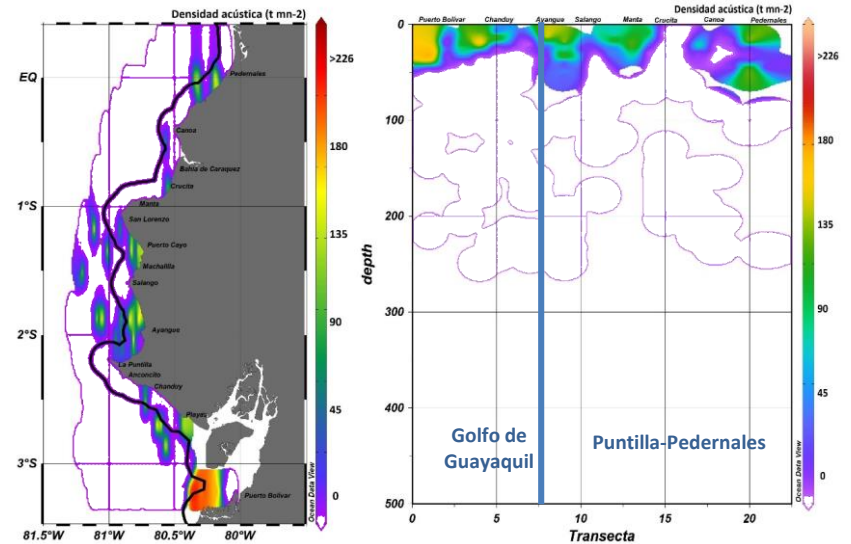 Densidad acústica (t mn-2)
EQ
1°S
2°S
3°S
81.5°W
81°W
80.5°W
80°W
Pedernales
Canoa
Bahía de Caraquez
Crucita
Manta
San Lorenzo
Puerto Cayo
Machalilla
Salango
Ayangue
La Puntilla
Anconcito
Chanduy
Playas
Puerto Bolívar
>226
180
135
90
45
0
Ocean Data View
Densidad acústica (t mn-2)
Puerto Bolívar Chanduy Ayangua Salango Manta Crucita Canoa Pedernales
0
100
200
300
400
500
depth
0 5 10 15 20
Transecta
Golfo de
Guayaquil
Puntilla-Pedernales
>226
180
135
90
45
0
Ocean Data View